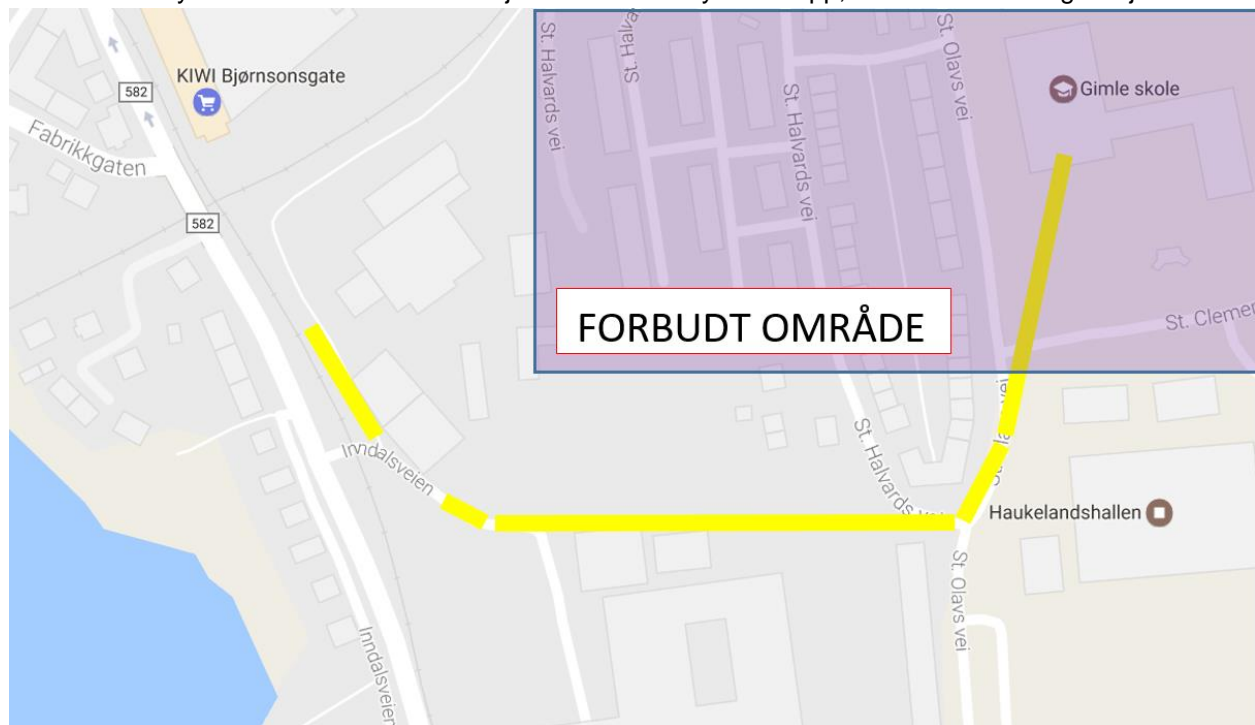 KIWI Bjørnsonsgate
582
Fabrikkgaten
582
St. Halvards vei
St. Halva
St. Halvards vei
St. Olavs vei
Gimle skole
FORBUDT OMRÅDE
St. Clemen
Inndalsveien
St. Halvards vei
Haukelandshallen
St. Olavs vei
Inndalsveien